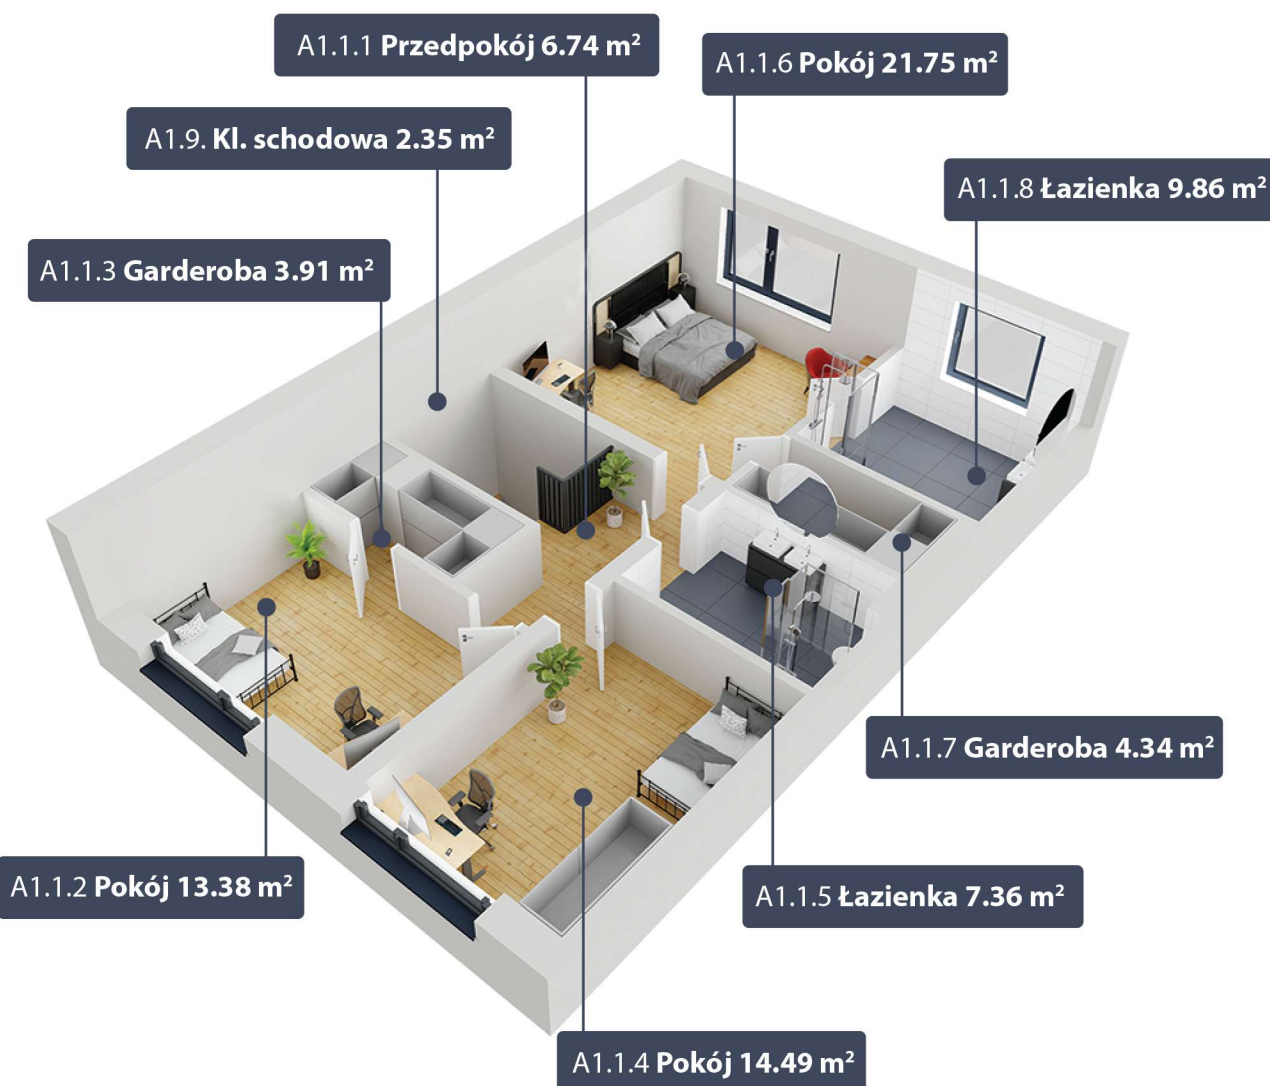 A1.1.1 Przedpokój 6.74 m²
A1.1.6 Pokój 21.75 m²
A1.9. Kl. schodowa 2.35 m²
A1.1.8 Łazienka 9.86 m²
A1.1.3 Garderoba 3.91 m²
A1.1.7 Garderoba 4.34 m²
A1.1.2 Pokój 13.38 m²
A1.1.5 Łazienka 7.36 m²
A1.1.4 Pokój 14.49 m²